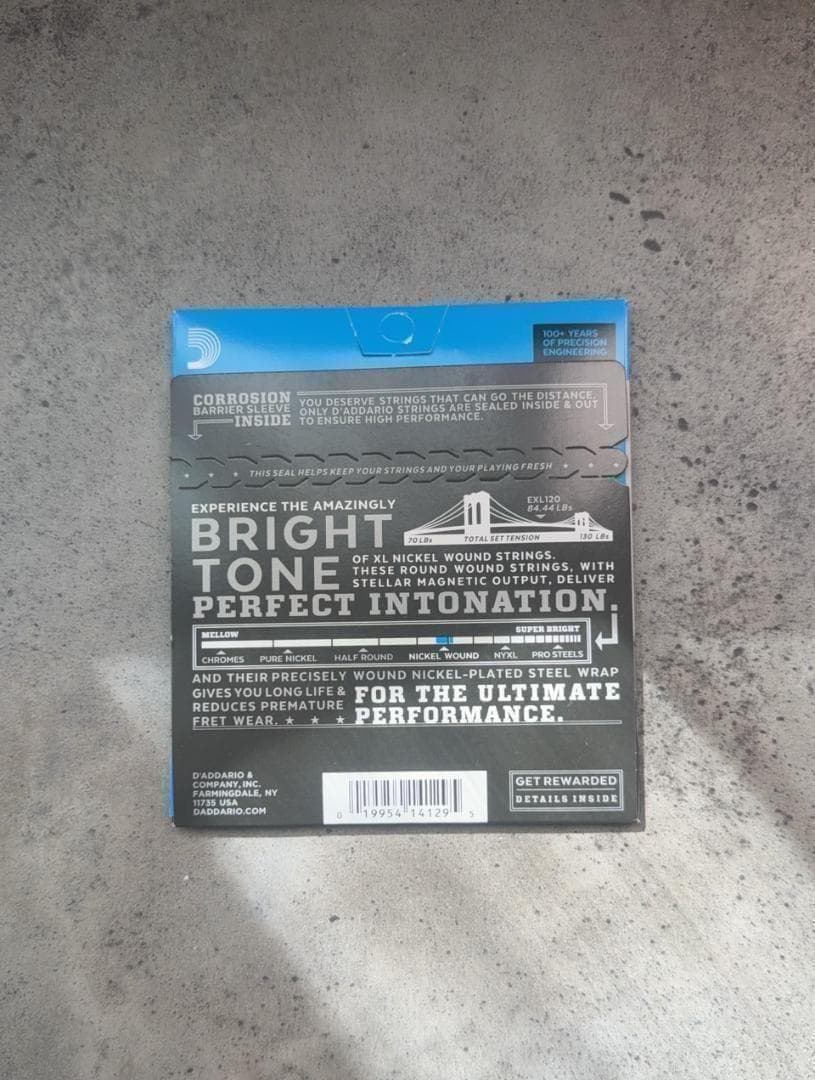 100+ YEARS
OF PRECISION
ENGINEERING
CORROSION
BARRIER SLEEVE
INSIDE
YOU DESERVE STRINGS THAT CAN GO THE DISTANCE.
ONLY D'ADDARIO STRINGS ARE SEALED INSIDE & OUT
TO ENSURE HIGH PERFORMANCE.
THIS SEAL HELPS KEEP YOUR STRINGS AND YOUR PLAYING FRESH
EXPERIENCE THE AMAZINGLY
BRIGHT
TONE
EXL120
84.44 LBs
70 LBs TOTAL SET TENSION 130 LBs
OF XL NICKEL WOUND STRINGS.
THESE ROUND WOUND STRINGS, WITH
STELLAR MAGNETIC OUTPUT, DELIVER
PERFECT INTONATION.
MELLOW SUPER BRIGHT
CHROMES PURE NICKEL HALF ROUND NICKEL WOUND NYXL PRO STEELS
AND THEIR PRECISELY WOUND NICKEL-PLATED STEEL WRAP
GIVES YOU LONG LIFE &
REDUCES PREMATURE
FRET WEAR.
FOR THE ULTIMATE
PERFORMANCE.
D'ADDARIO &
COMPANY, INC.
FARMINGDALE, NY
11735 USA
DADDARIO.COM
0 19954 14129 5
GET REWARDED
DETAILS INSIDE